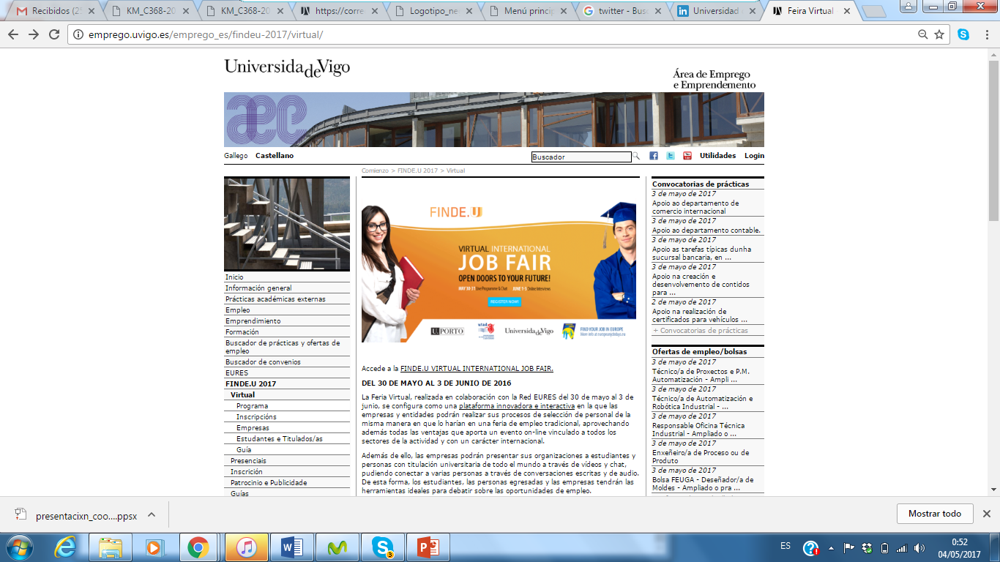 Recibidos (25
KM_C368-20
KM_C368-20
https://corre
Logotipo_ne
Menú princip
twitter - Bus
Universidad
Feira Virtual
emprego.uvigo.es/emprego_es/findeu-2017/virtual/
UniversidadeVigo
Área de Emprego
e Emprendemento
Gallego Castellano
Buscador
Utilidades Login
Comienzo > FINDE.U 2017 > Virtual
Inicio
Información general
Prácticas académicas externas
Empleo
Emprendimiento
Formación
Buscador de prácticas y ofertas de
empleo
Buscador de convenios
EURES
FINDE.U 2017
Virtual
Programa
Inscripcións
Empresas
Estudantes e Titulados/as
Guía
Presenciais
Inscrición
Patrocinio e Publicidade
Guías
FINDE.U
VIRTUAL INTERNATIONAL
JOB FAIR
OPEN DOORS TO YOUR FUTURE!
MAY 30-31 Live Programme & Chat JUNE 1-3 Online Interviews
REGISTER NOW!
U.PORTO
utad
UniversidadeVigo
FIND YOUR JOB IN EUROPE
More info at europeanjobdays.eu
Accede a la FINDE.U VIRTUAL INTERNATIONAL JOB FAIR.
DEL 30 DE MAYO AL 3 DE JUNIO DE 2016
La Feria Virtual, realizada en colaboración con la Red EURES del 30 de mayo al 3 de
junio, se configura como una plataforma innovadora e interactiva en la que las
empresas y entidades podrán realizar sus procesos de selección de personal de la
misma manera en que lo harían en una feria de empleo tradicional, aprovechando
además todas las ventajas que aporta un evento on-line vinculado a todos los
sectores de la actividad y con un carácter internacional.
Además de ello, las empresas podrán presentar sus organizaciones a estudiantes y
personas con titulación universitaria de todo el mundo a través de vídeos y chat,
pudiendo conectar a varias personas a través de conversaciones escritas y de audio.
De esta forma, los estudiantes, las personas egresadas y las empresas tendrán las
herramientas ideales para debatir sobre las oportunidades de empleo.
Convocatorias de prácticas
3 de mayo de 2017
Apoio ao departamento de
comercio internacional
3 de mayo de 2017
Apoio ao departamento contable.
3 de mayo de 2017
Apoio as tarefas típicas dunha
sucursal bancaria, en ...
3 de mayo de 2017
Apoio na creación e
desenvolvemento de contidos
para ...
2 de mayo de 2017
Apoio na realización de
certificados para vehículos ...
+ Convocatorias de prácticas
Ofertas de empleo/bolsas
3 de mayo de 2017
Técnico/a de Proxectos e P.M.
Automatización - Ampli ...
3 de mayo de 2017
Técnico/a de Automatización e
Robótica Industrial - ...
3 de mayo de 2017
Responsable Oficina Técnica
Industrial - Ampliado o ...
3 de mayo de 2017
Enxeñeiro/a de Proceso ou de
Produto
3 de mayo de 2017
Bolsa FEUGA - Deseñador/a de
Moldes - Ampliado o pra ...
presentacixn_coo....ppsx
Mostrar todo
ES
0:52
04/05/2017